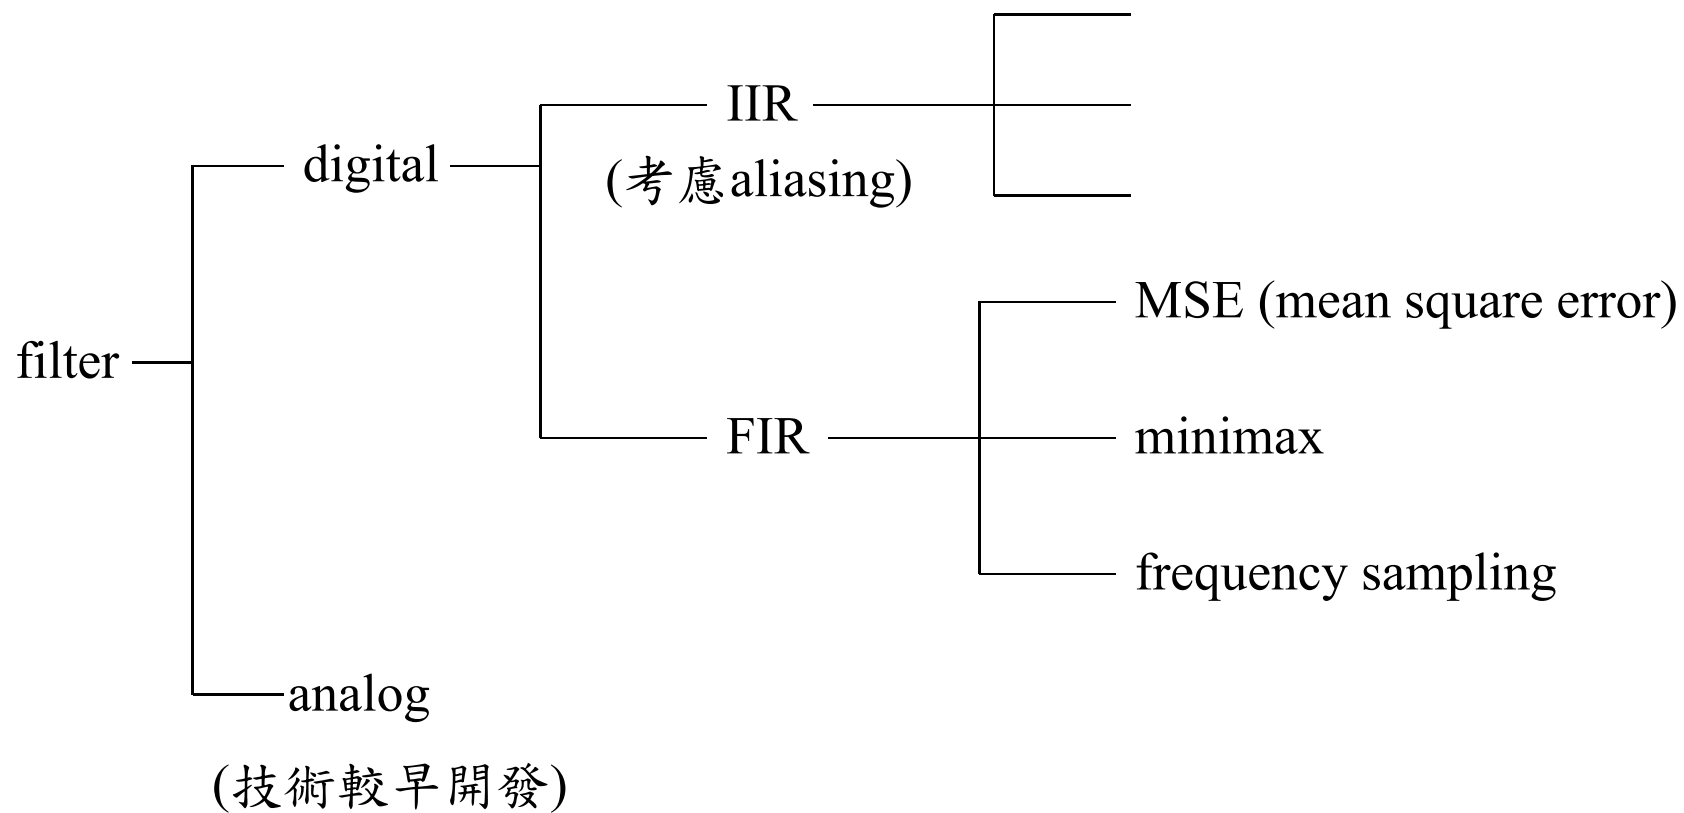 filter
digital
IIR
(考慮aliasing)
FIR
MSE (mean square error)
minimax
frequency sampling
analog
(技術較早開發)